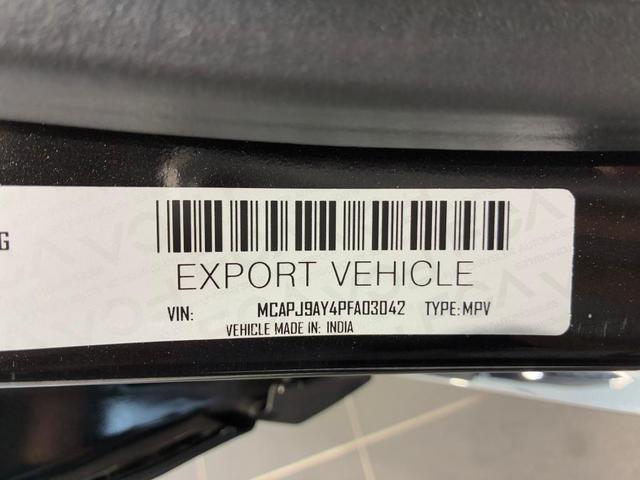 G
EXPORT VEHICLE
VIN: MCAPJ9AY4PFA03042 TYPE: MPV
VEHICLE MADE IN: INDIA